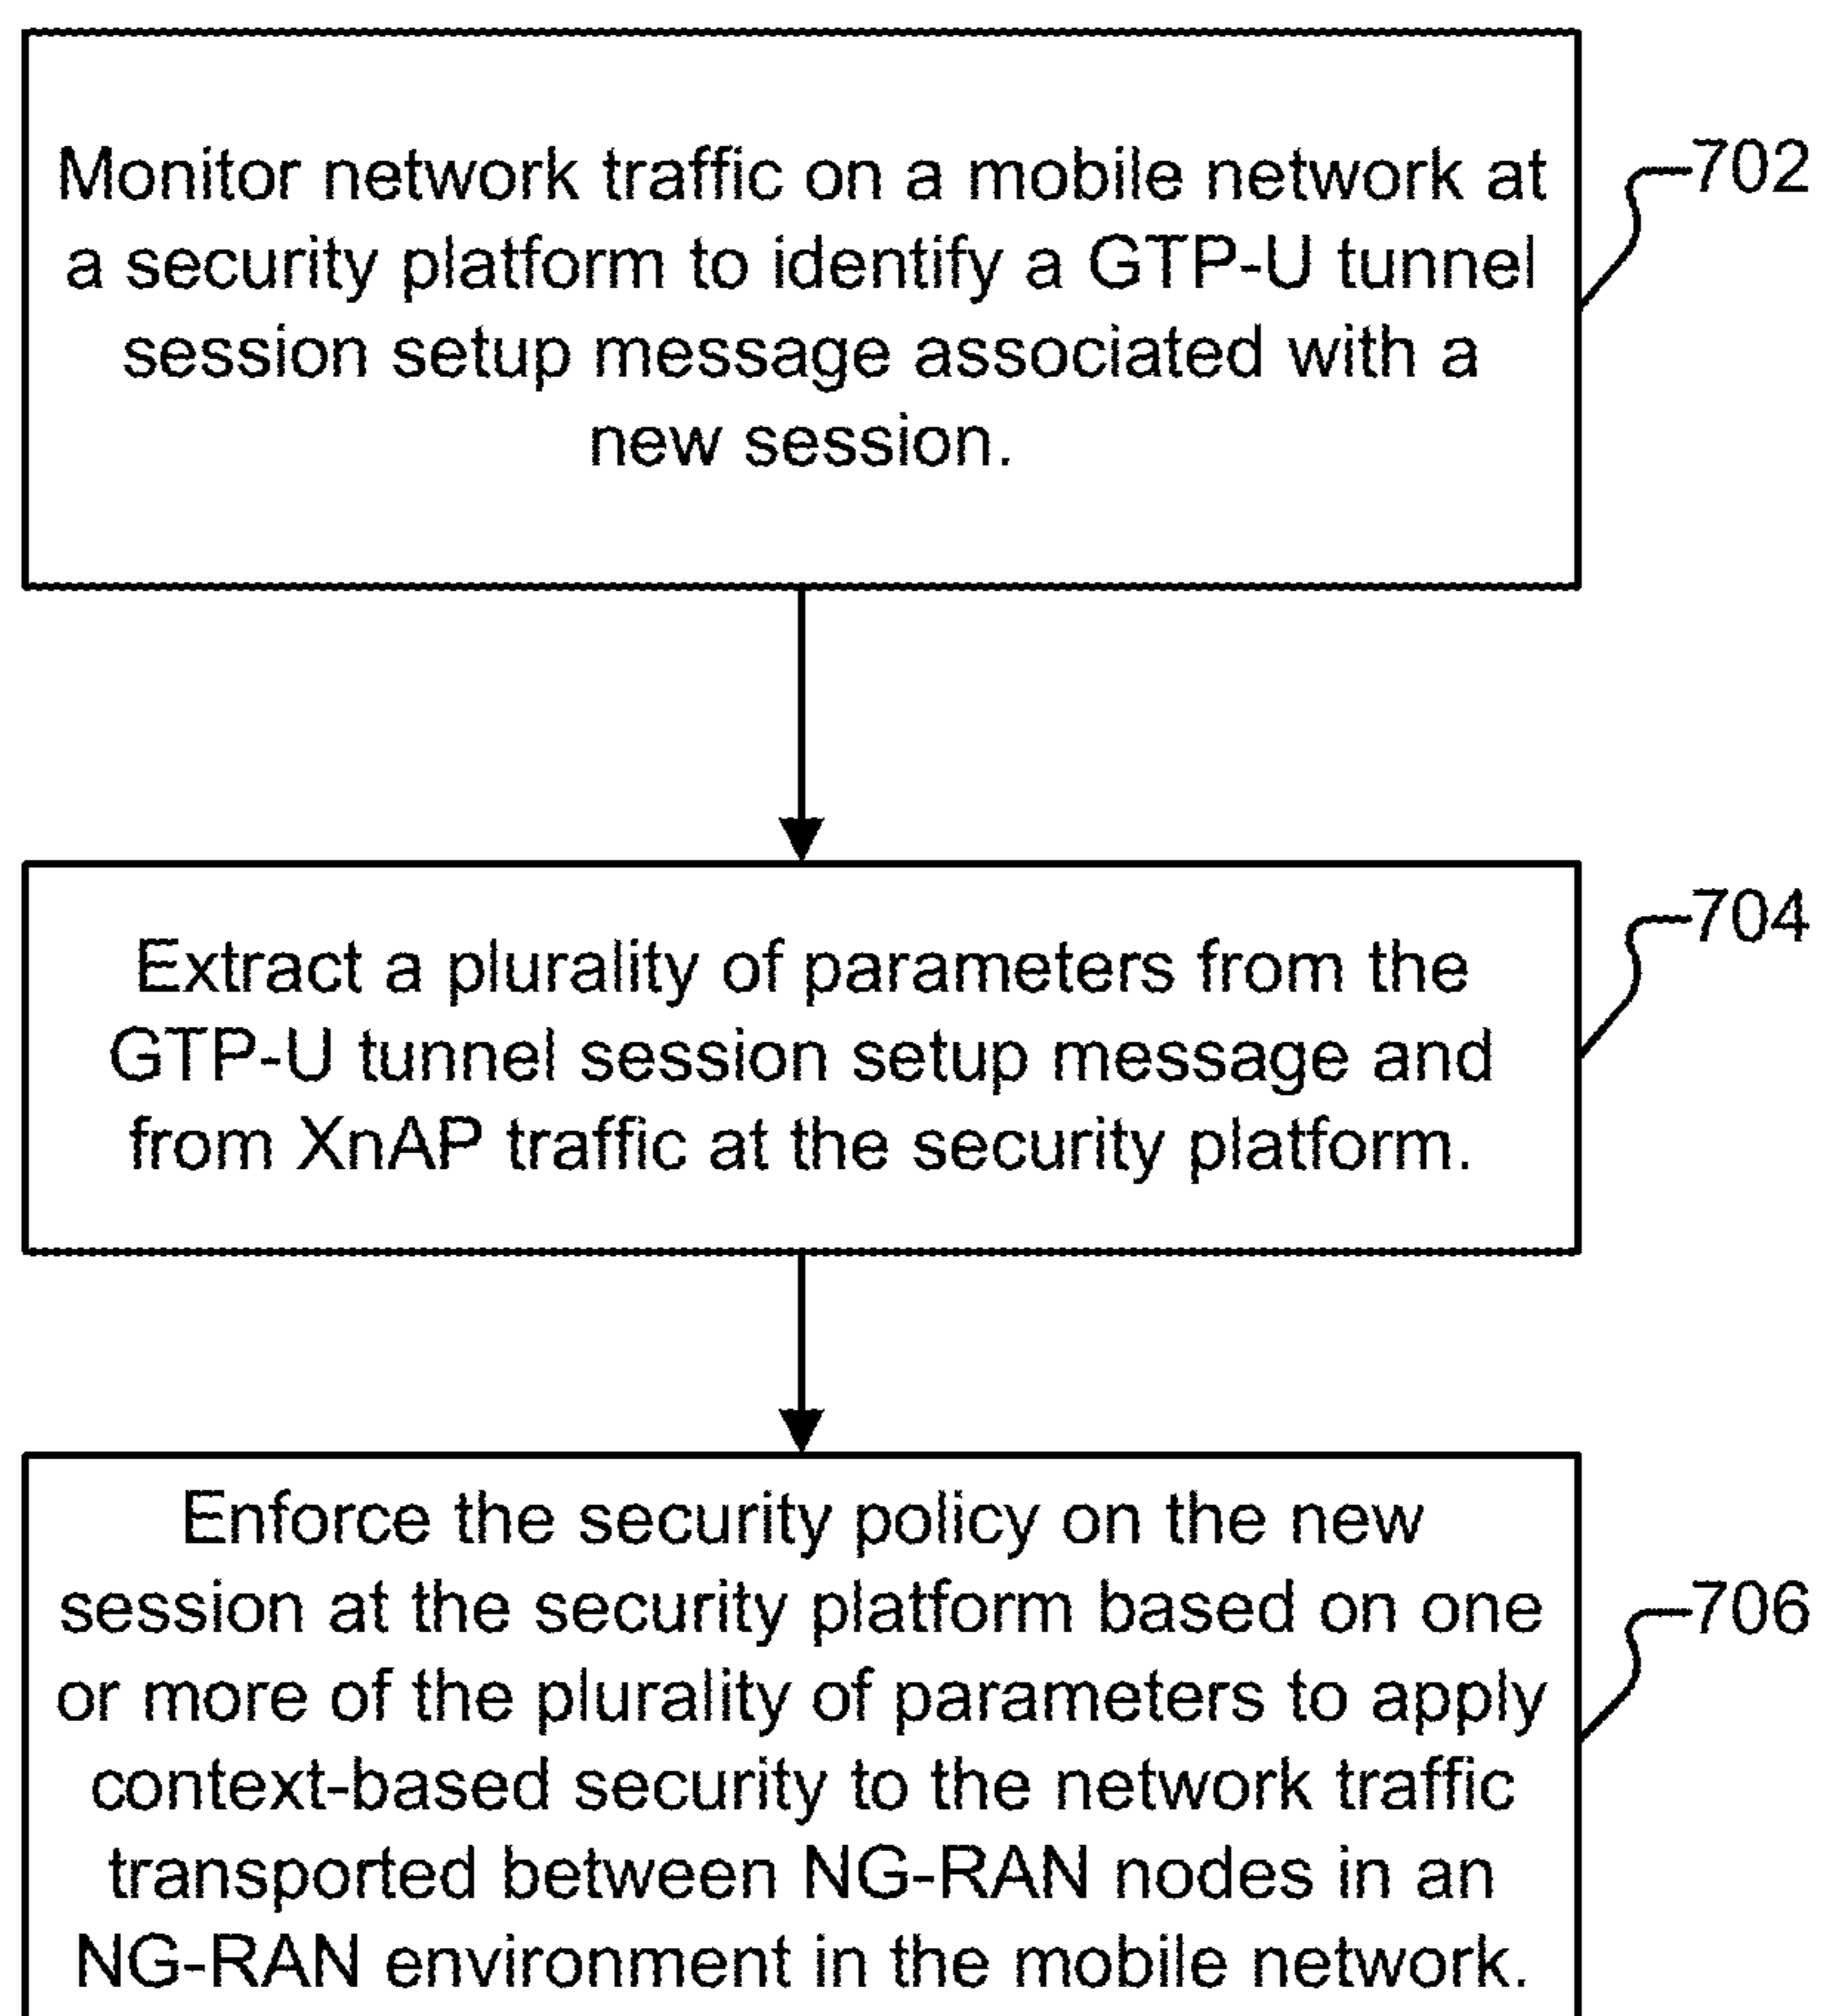 Monitor network traffic on a mobile network at
a security platform to identify a GTP-U tunnel
session setup message associated with a
new session.
702
Extract a plurality of parameters from the
GTP-U tunnel session setup message and
from XnAP traffic at the security platform.
704
Enforce the security policy on the new
session at the security platform based on one
or more of the plurality of parameters to apply
context-based security to the network traffic
transported between NG-RAN nodes in an
NG-RAN environment in the mobile network.
706